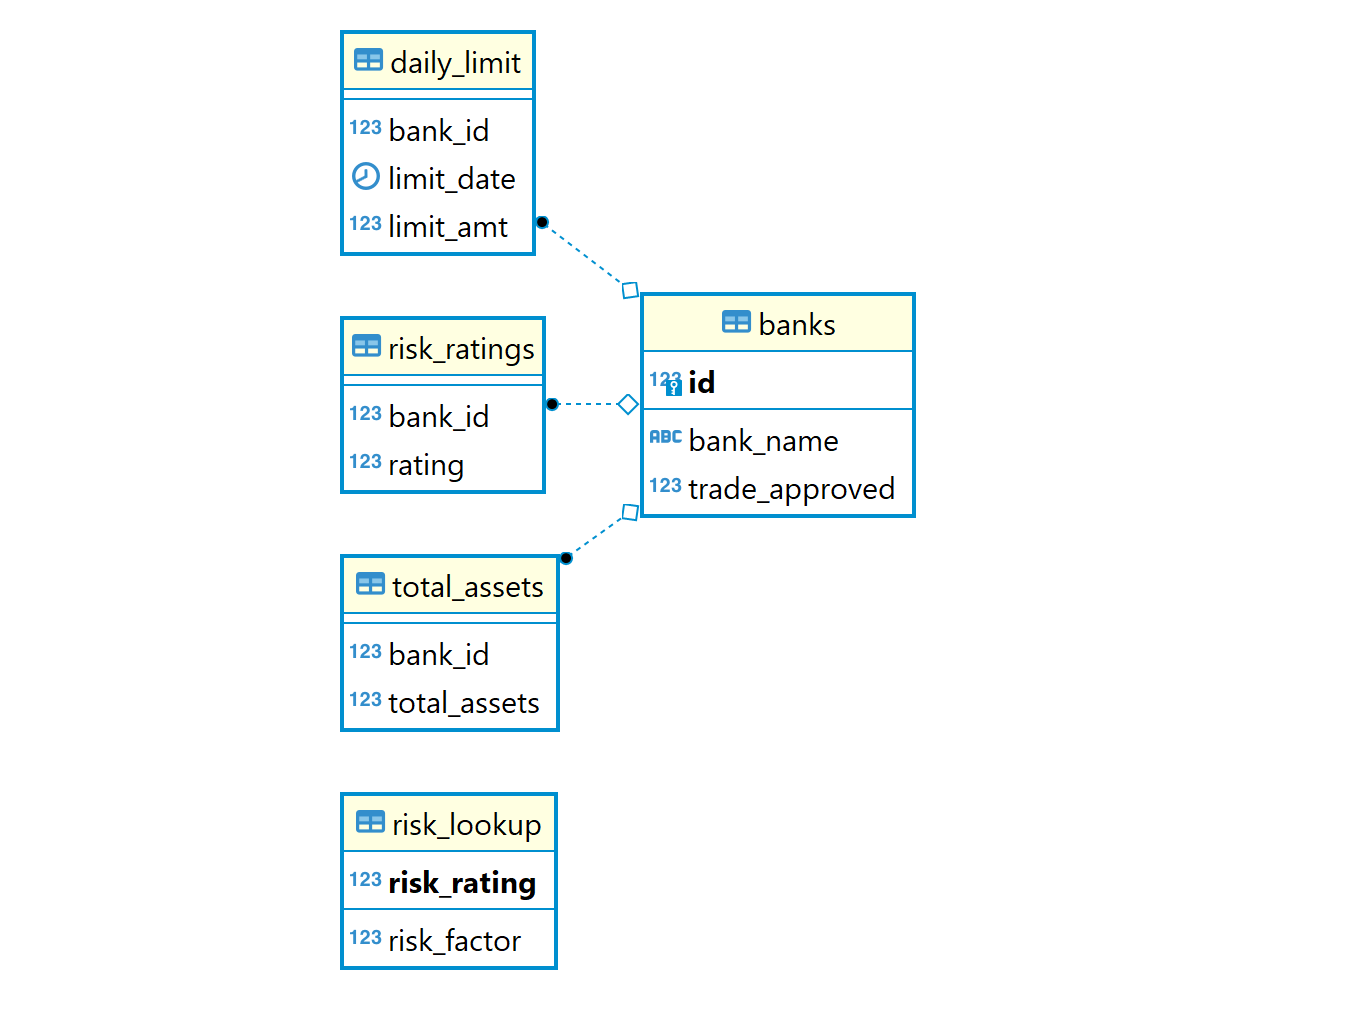 daily_limit
123 bank_id
limit_date
123 limit_amt
risk_ratings
123 bank_id
123 rating
banks
123 id
ABC bank_name
123 trade_approved
total_assets
123 bank_id
123 total_assets
risk_lookup
123 risk_rating
123 risk_factor